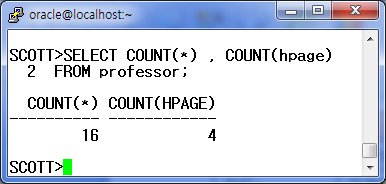 oracle@localhost:~
SCOTT>SELECT COUNT(*) , COUNT(hpage)
  2  FROM professor;
  COUNT(*) COUNT(HPAGE)
---------- ------------
        16            4
SCOTT>